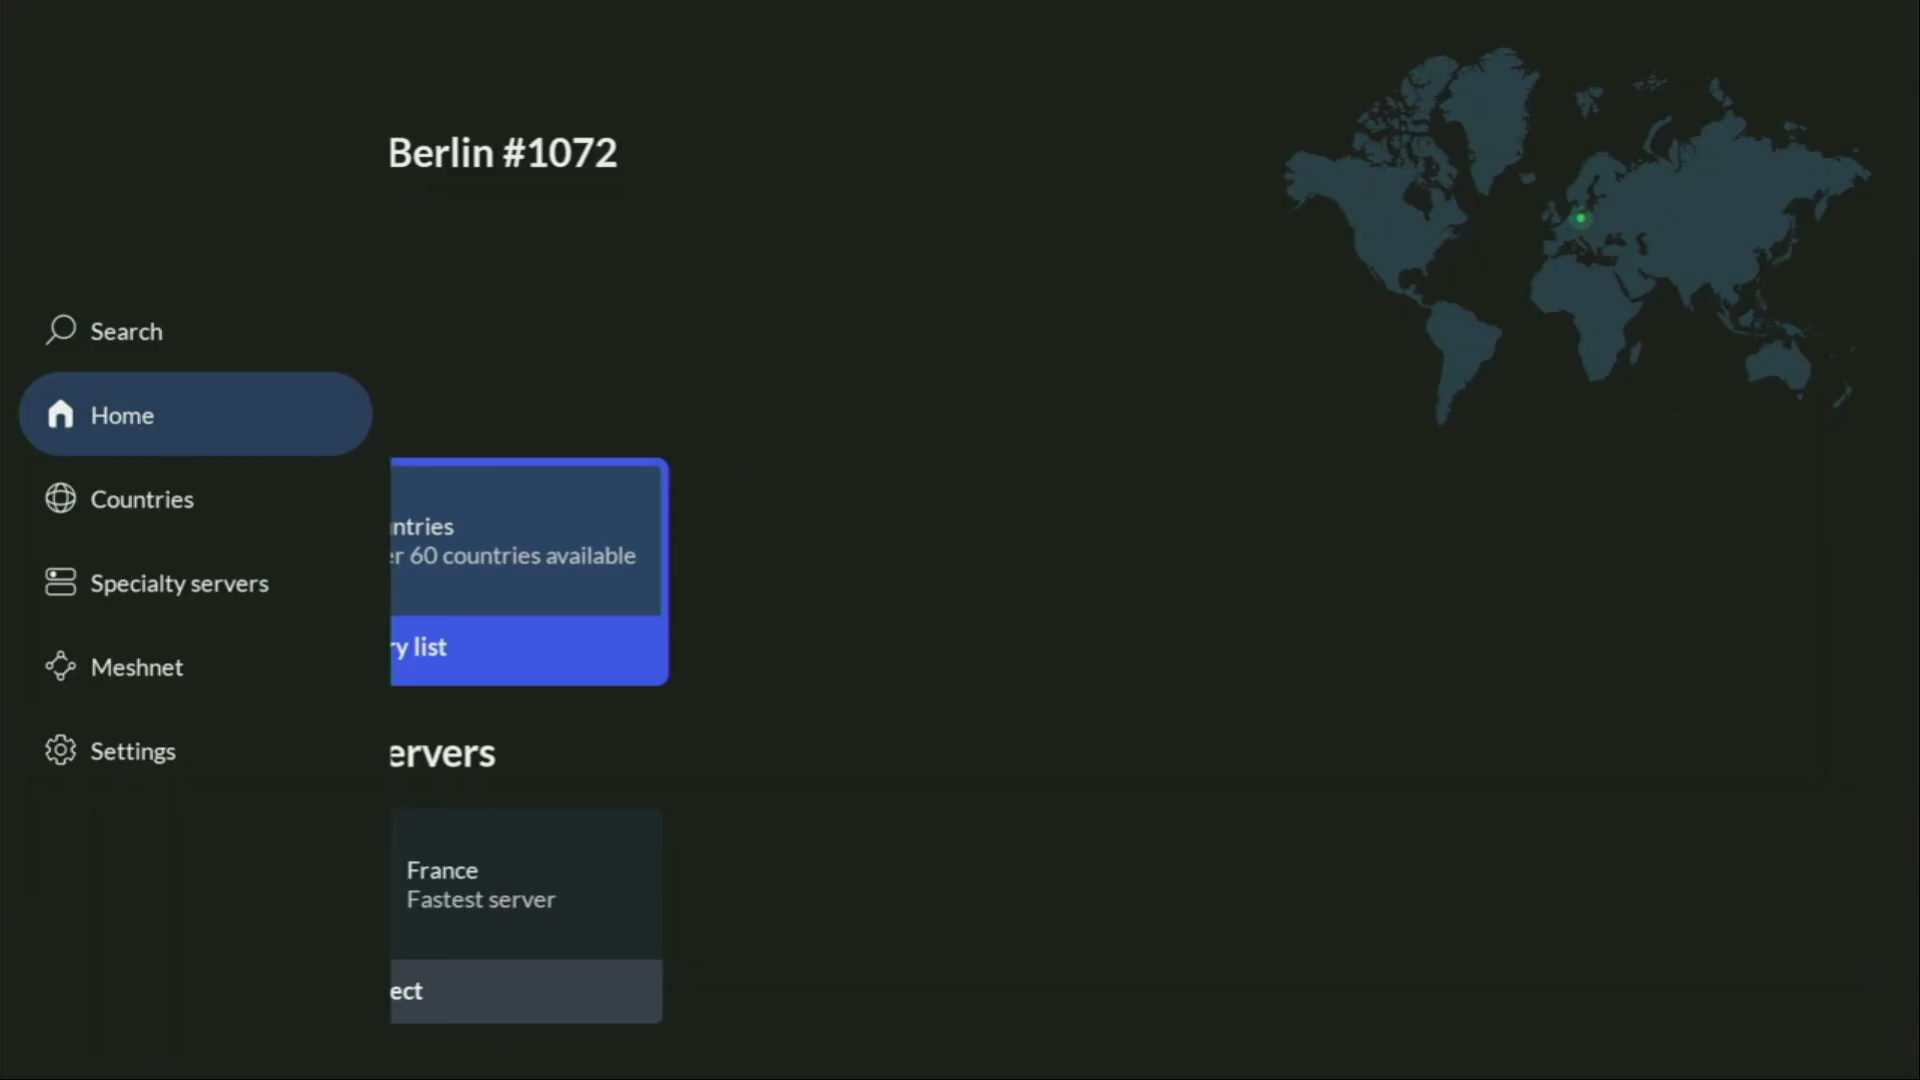 Berlin #1072
Search
Home
Countries
Specialty servers
Meshnet
Settings
ntries
r 60 countries available
y list
ervers
France
Fastest server
ect